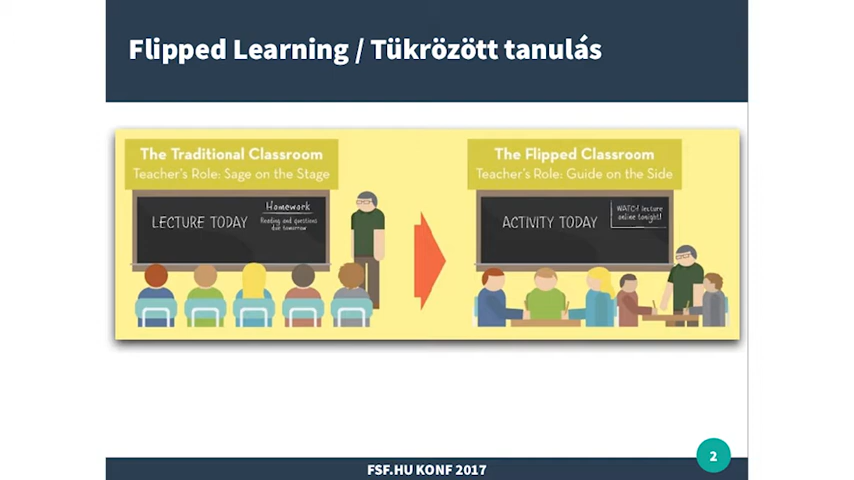 Flipped Learning / Tükrözött tanulás
The Traditional Classroom
Teacher's Role: Sage on the Stage
LECTURE TODAY
Homework
Reading and questions
due tomorrow
The Flipped Classroom
Teacher's Role: Guide on the Side
ACTIVITY TODAY
WATCH lecture
online tonight!
2
FSF.HU KONF 2017